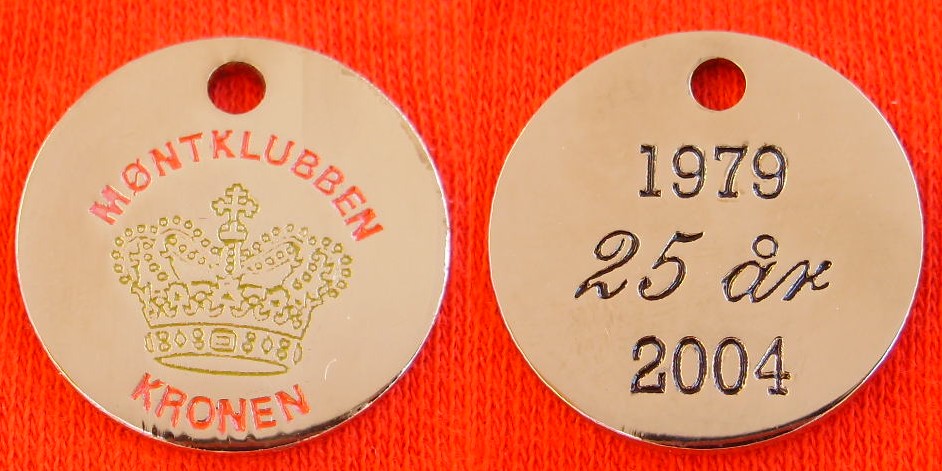 MØNTKLUBBEN
KRONEN
1979
25 år
2004